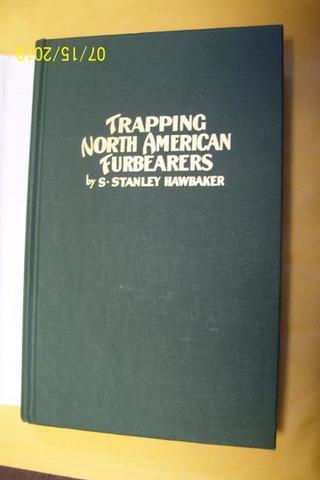 07/15/2010
TRAPPING
NORTH AMERICAN
FURBEARERS
by S. STANLEY HAWBAKER